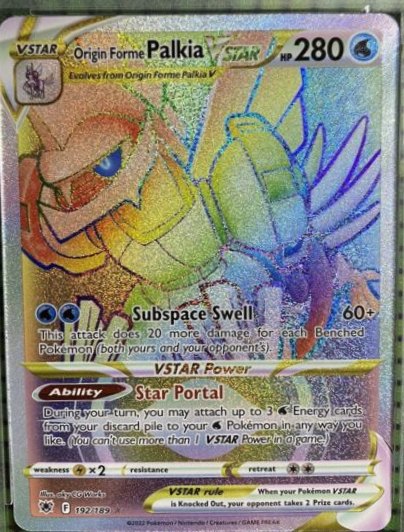 VSTAR Origin Forme Palkia VSTAR HP 280
Evolves from Origin Forme Palkia V
Subspace Swell 60+
This attack does 20 more damage for each Benched
Pokémon (both yours and your opponent's).
VSTAR Power
Ability Star Portal
During your turn, you may attach up to 3 Energy cards
from your discard pile to your Pokémon in any way you
like. (You can't use more than 1 VSTAR Power in a game.)
weakness ×2 resistance retreat
Illus. aky CG Works
VSTAR rule When your Pokémon VSTAR
is Knocked Out, your opponent takes 2 Prize cards.
F 192/189
©2022 Pokémon / Nintendo / Creatures / GAME FREAK